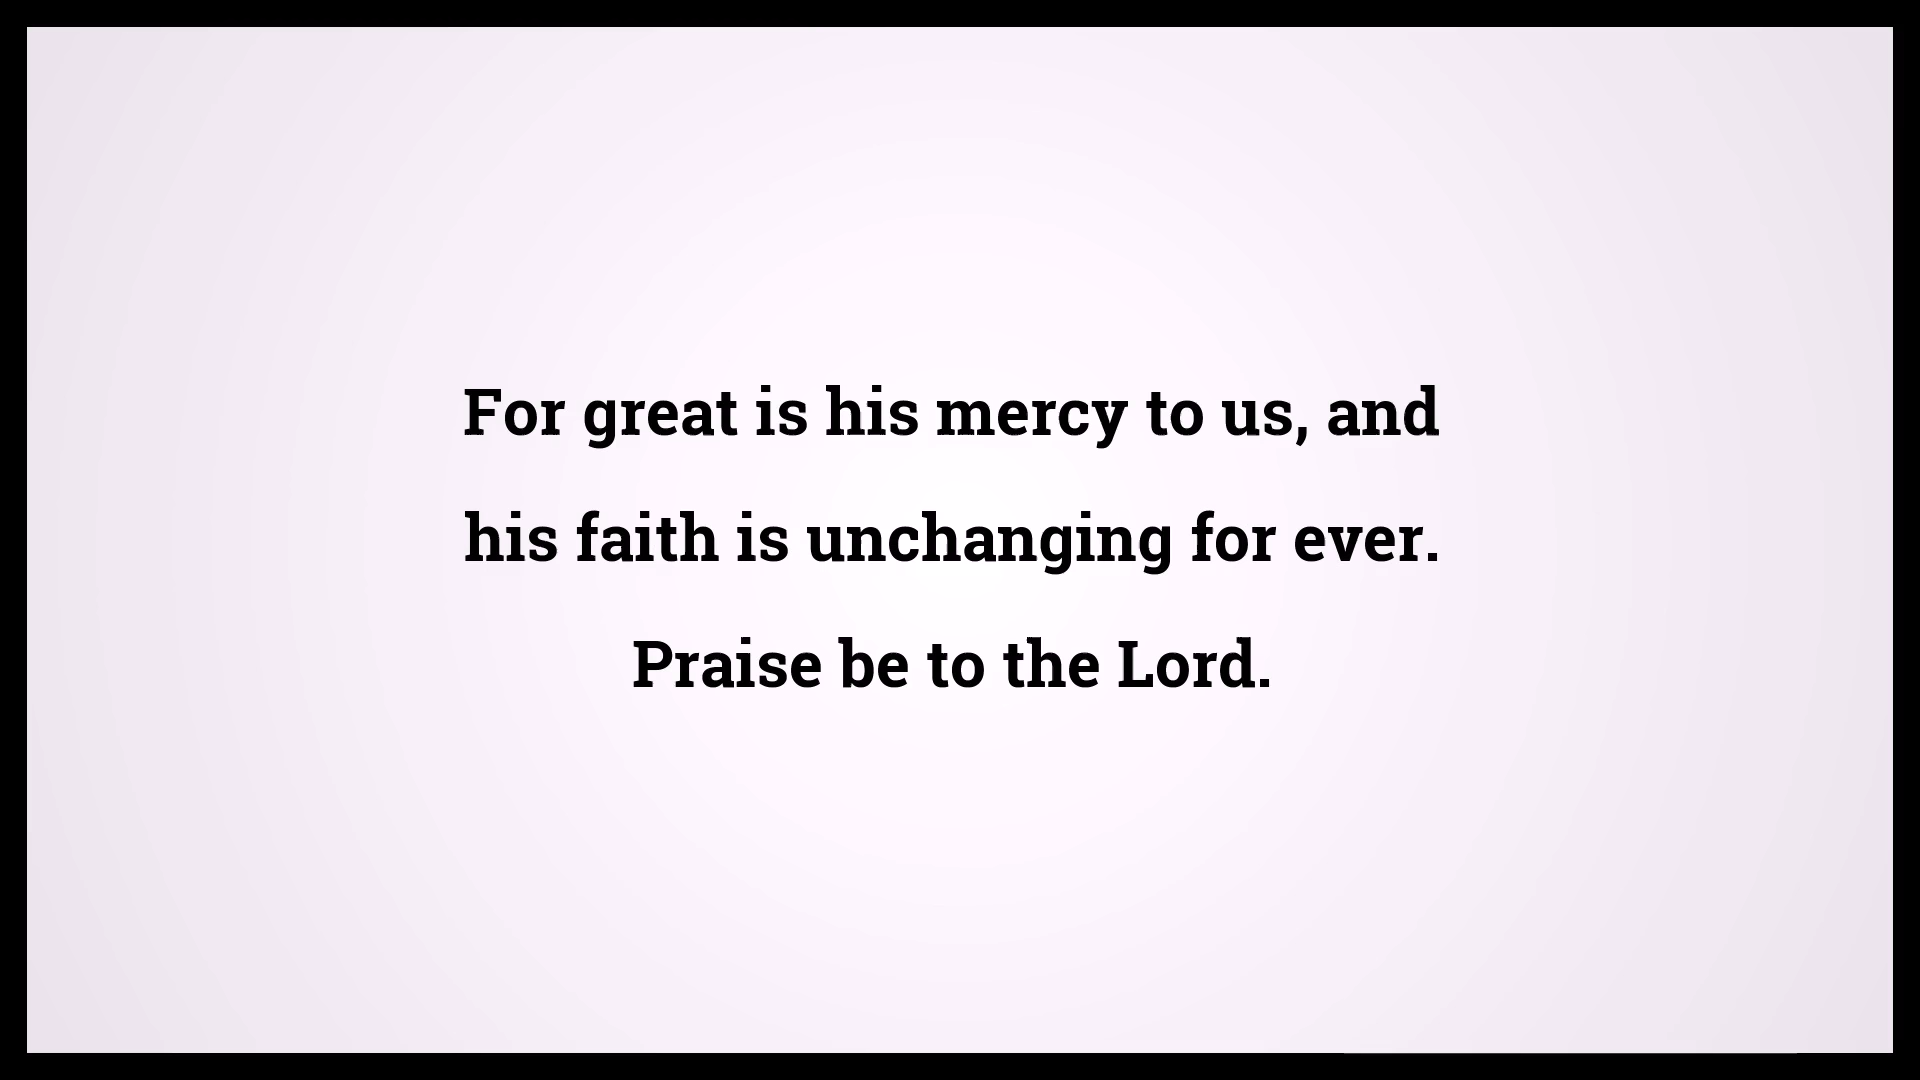 For great is his mercy to us, and
his faith is unchanging for ever.
Praise be to the Lord.